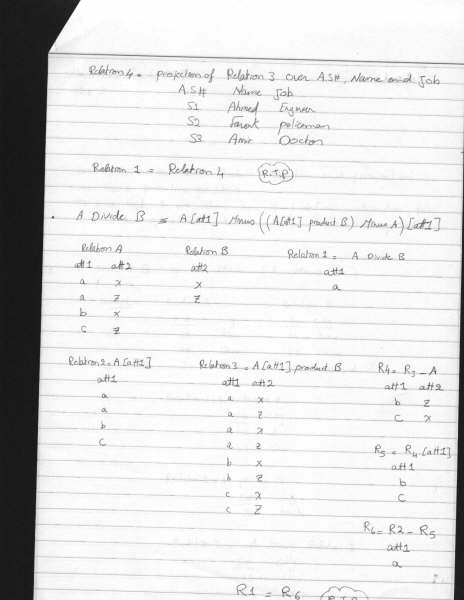 Relation 4 = projection of Relation 3 over A.S#, Name and Job
A.S# Name Job
S1 Ahmed Engineer
S2 Farouk policeman
S3 Amr Doctor
Relation 1 = Relation 4 R.T.P
. A Divide B = A [att1] Minus ((A[att1] product B) Minus A) [att1]
Relation A Relation B Relation 1 = A Divide B
att1 att2 att2 att1
a x x a
a z z
b x
c z
Relation 2 = A [att1] Relation 3 = A [att1] product B R4 = R3 - A
att1 att1 att2 att1 att2
a a x b z
a a z c x
b a x
c a z
b x
b z
c x
c z
R5 = R4 [att1]
att1
b
c
R6 = R2 - R5
att1
a
R1 = R6 R.T.P